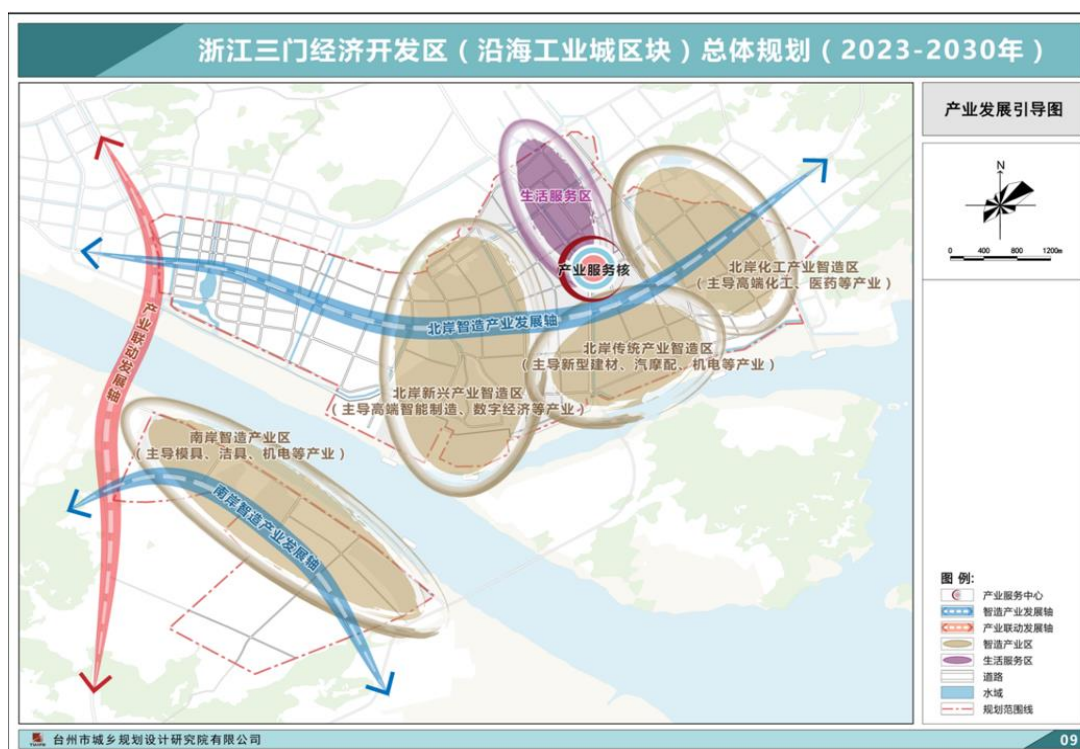 浙江三门经济开发区（沿海工业城区块）总体规划（2023-2030年）
产业发展引导图
N
0 400 800 1200m
生活服务区
产业服务核
北岸化工产业智造区
（主导高端化工、医药等产业）
北岸智造产业发展轴
北岸传统产业智造区
（主导新型建材、汽摩配、机电等产业）
产业联动发展轴
北岸新兴产业智造区
（主导高端智能制造、数字经济等产业）
南岸智造产业区
（主导模具、洁具、机电等产业）
南岸智造产业发展轴
图 例:
产业服务中心
智造产业发展轴
产业联动发展轴
智造产业区
生活服务区
道路
水域
规划范围线
台州市城乡规划设计研究院有限公司
09